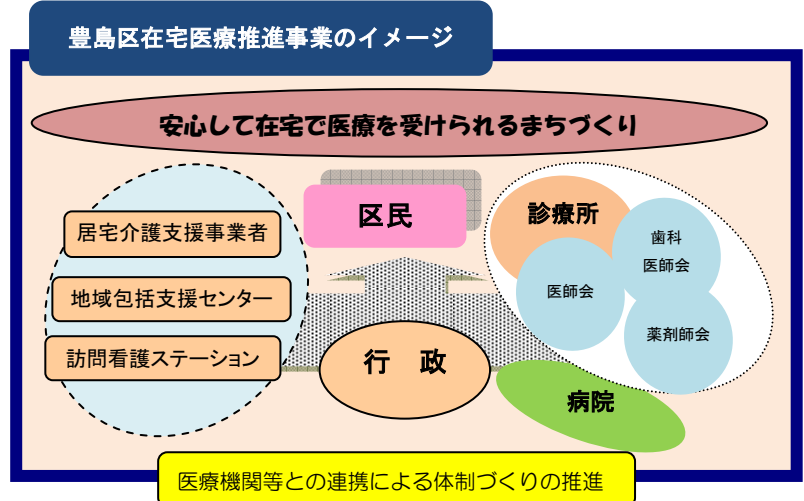 豊島区在宅医療推進事業のイメージ
安心して在宅で医療を受けられるまちづくり
区民
診療所
歯科
医師会
居宅介護支援事業者
医師会
地域包括支援センター
薬剤師会
訪問看護ステーション
行　政
病院
医療機関等との連携による体制づくりの推進